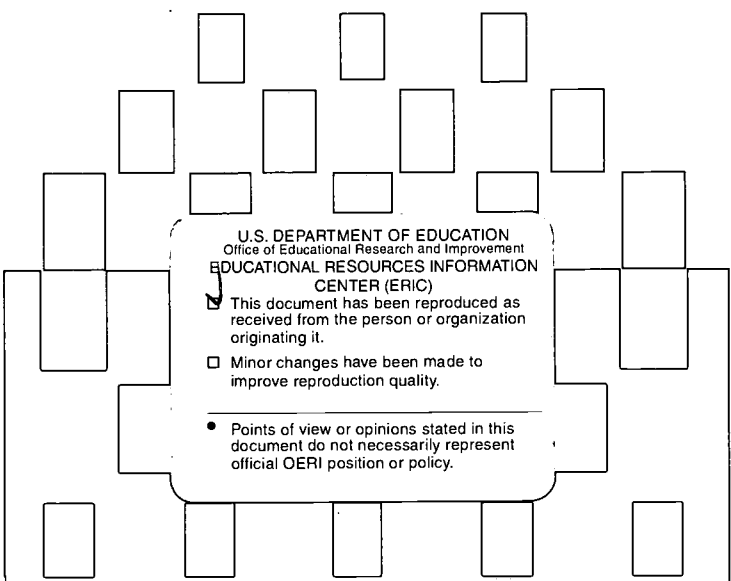 U.S. DEPARTMENT OF EDUCATION
Office of Educational Research and Improvement
EDUCATIONAL RESOURCES INFORMATION
CENTER (ERIC)
☑ This document has been reproduced as
received from the person or organization
originating it.
☐ Minor changes have been made to
improve reproduction quality.
• Points of view or opinions stated in this
document do not necessarily represent
official OERI position or policy.